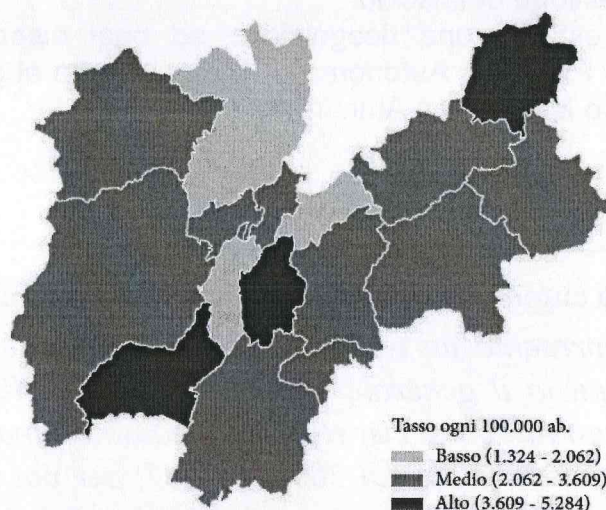 Tasso ogni 100.000 ab.
Basso (1.324 - 2.062)
Medio (2.062 - 3.609)
Alto (3.609 - 5.284)